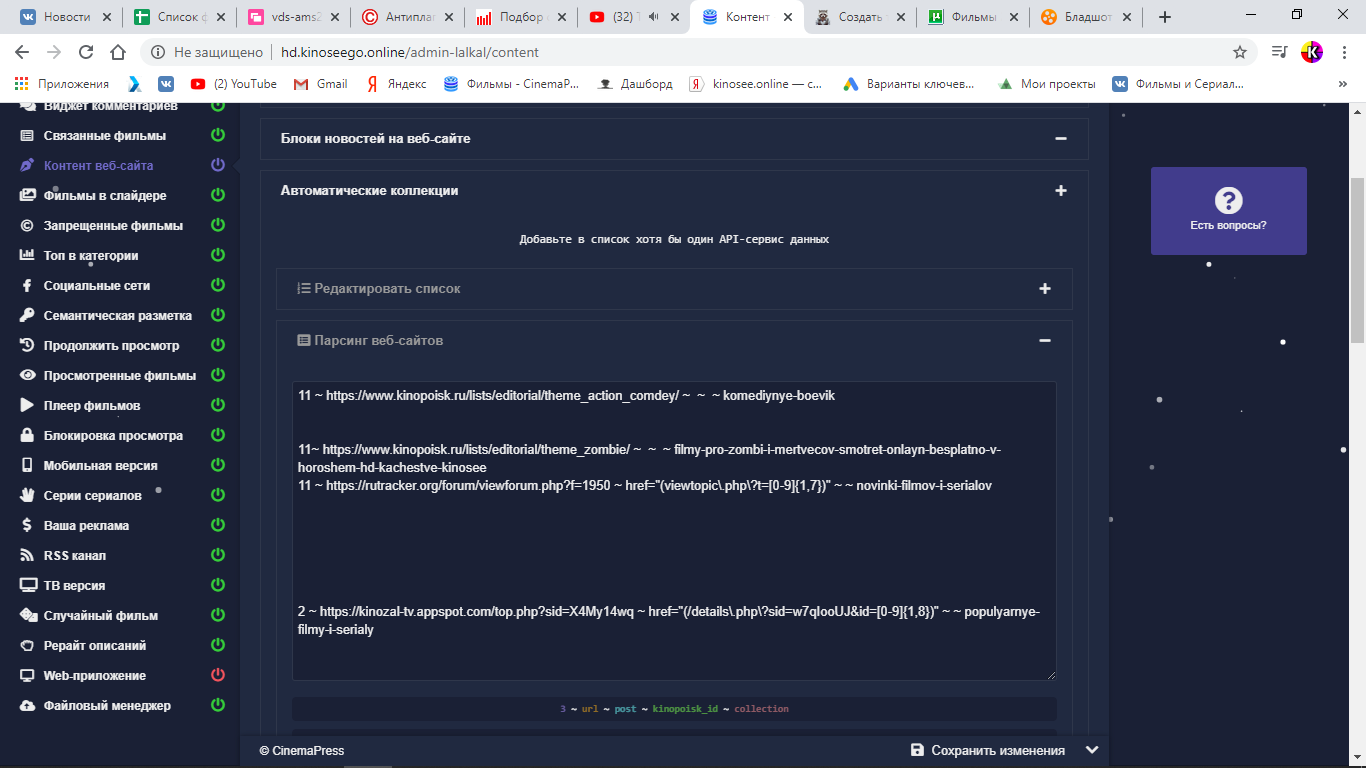 Новости
Список ф
vds-ams2
Антиплаг
Подбор с
(32) Т
Контент
Создать т
Фильмы
Бладшот
Не защищено
hd.kinoseego.online/admin-lalkal/content
Приложения
(2) YouTube
Gmail
Яндекс
Фильмы - CinemaP...
Дашборд
kinosee.online — с...
Варианты ключев...
Мои проекты
Фильмы и Сериал...
»
Виджет комментариев
Связанные фильмы
Контент веб-сайта
Фильмы в слайдере
Запрещенные фильмы
Топ в категории
Социальные сети
Семантическая разметка
Продолжить просмотр
Просмотренные фильмы
Плеер фильмов
Блокировка просмотра
Мобильная версия
Серии сериалов
Ваша реклама
RSS канал
ТВ версия
Случайный фильм
Рерайт описаний
Web-приложение
Файловый менеджер
Блоки новостей на веб-сайте
Автоматические коллекции
Добавьте в список хотя бы один API-сервис данных
Редактировать список
Парсинг веб-сайтов
11 ~ https://www.kinopoisk.ru/lists/editorial/theme_action_comdey/ ~  ~  ~ komediynye-boevik
11~ https://www.kinopoisk.ru/lists/editorial/theme_zombie/ ~  ~  ~ filmy-pro-zombi-i-mertvecov-smotret-onlayn-besplatno-v-
horoshem-hd-kachestve-kinosee
11 ~ https://rutracker.org/forum/viewforum.php?f=1950 ~ href="(viewtopic\.php\?t=[0-9]{1,7})" ~ ~ novinki-filmov-i-serialov
2 ~ https://kinozal-tv.appspot.com/top.php?sid=X4My14wq ~ href="(/details\.php\?sid=w7qlooUJ&id=[0-9]{1,8})" ~ ~ populyarnye-
filmy-i-serialy
3 ~ url ~ post ~ kinopoisk_id ~ collection
Есть вопросы?
© CinemaPress
Сохранить изменения